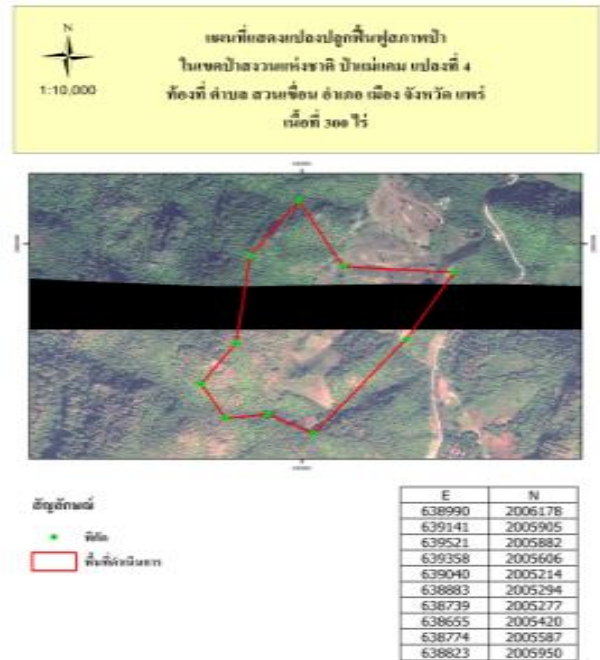 N
1:10,000
แผนที่แสดงแปลงปลูกฟื้นฟูสภาพป่า
ในเขตป่าสงวนแห่งชาติ ป่าแม่แคม แปลงที่ 4
ท้องที่ ตำบล สวนเขื่อน อำเภอ เมือง จังหวัด แพร่
เนื้อที่ 300 ไร่
สัญลักษณ์
พิกัด
พื้นที่ดำเนินการ
E N
638990 2006178
639141 2005905
639521 2005882
639358 2005606
639040 2005214
638883 2005294
638739 2005277
638655 2005420
638774 2005587
638823 2005950